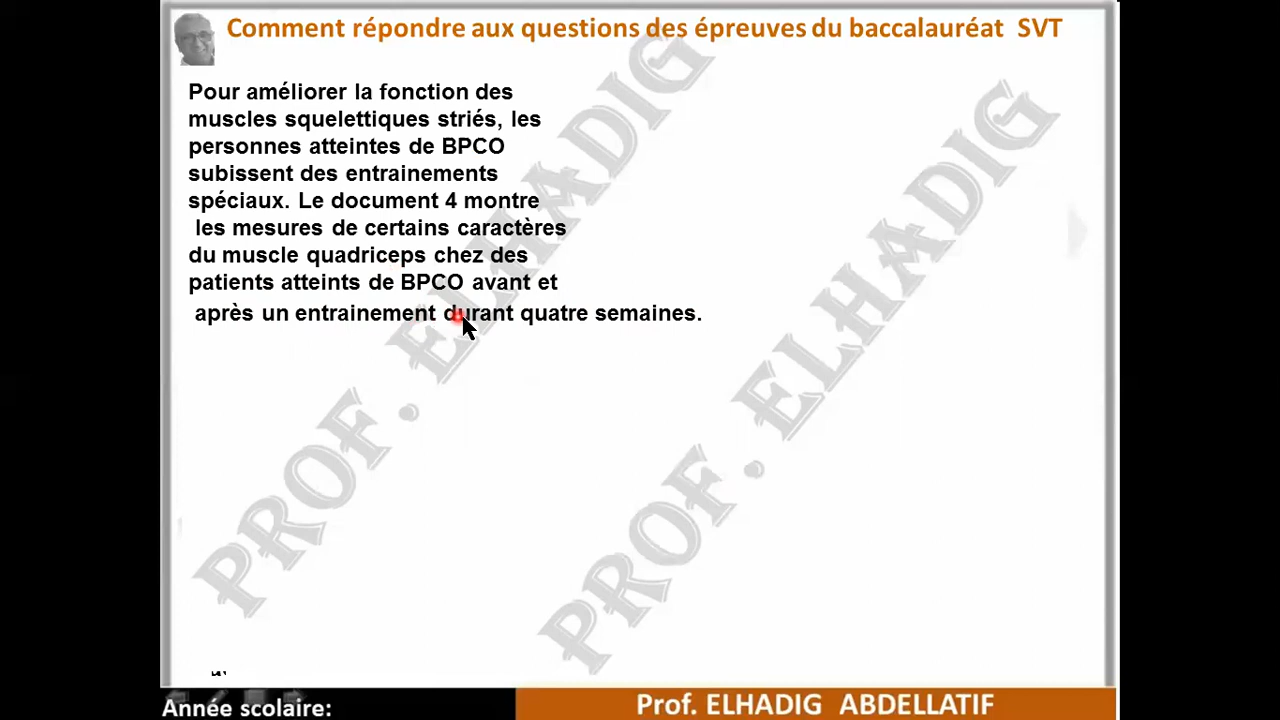 Comment répondre aux questions des épreuves du baccalauréat SVT
Pour améliorer la fonction des
muscles squelettiques striés, les
personnes atteintes de BPCO
subissent des entrainements
spéciaux. Le document 4 montre
les mesures de certains caractères
du muscle quadriceps chez des
patients atteints de BPCO avant et
après un entrainement durant quatre semaines.
PROF. ELHADIG
PROF. ELHADIG
Année scolaire:
Prof. ELHADIG ABDELLATIF